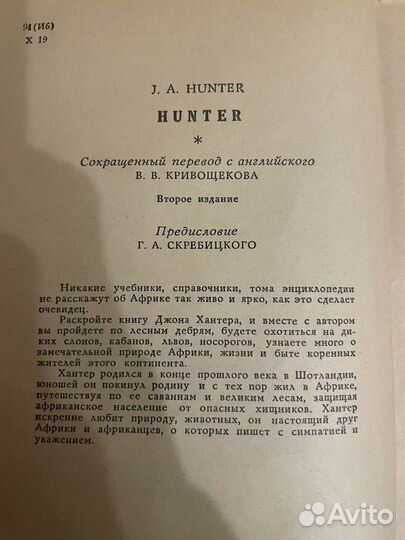 91(И6)
Х 19
J. A. HUNTER
HUNTER
*
Сокращенный перевод с английского
В. В. КРИВОЩЕКОВА
Второе издание
Предисловие
Г. А. СКРЕБИЦКОГО
Никакие учебники, справочники, тома энциклопедии
не расскажут об Африке так живо и ярко, как это сделает
очевидец.
Раскройте книгу Джона Хантера, и вместе с автором
вы пройдете по лесным дебрям, будете охотиться на ди-
ких слонов, кабанов, львов, носорогов, узнаете много о
замечательной природе Африки, жизни и быте коренных
жителей этого континента.
Хантер родился в конце прошлого века в Шотландии,
юношей он покинул родину и с тех пор жил в Африке,
путешествуя по ее саваннам и великим лесам, защищая
африканское население от опасных хищников. Хантер
искренне любит природу, животных, он настоящий друг
Африки и африканцев, о которых пишет с симпатией и
уважением.
Avito